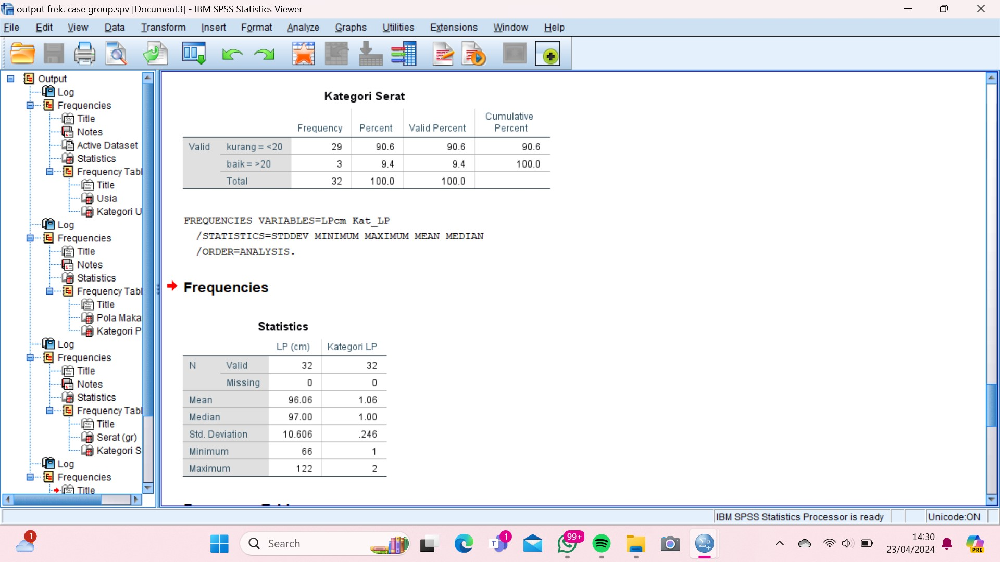 output frek. case group.spv [Document3] - IBM SPSS Statistics Viewer
File Edit View Data Transform Insert Format Analyze Graphs Utilities Extensions Window Help
Output
Log
Frequencies
Title
Notes
Active Dataset
Statistics
Frequency Tabl
Title
Usia
Kategori U
Log
Frequencies
Title
Notes
Statistics
Frequency Tabl
Title
Pola Maka
Kategori P
Log
Frequencies
Title
Notes
Statistics
Frequency Tabl
Title
Serat (gr)
Kategori S
Log
Frequencies
Title
Kategori Serat
Frequency Percent Valid Percent Cumulative Percent
Valid kurang = <20 29 90.6 90.6 90.6
baik = >20 3 9.4 9.4 100.0
Total 32 100.0 100.0
FREQUENCIES VARIABLES=LPcm Kat_LP
/STATISTICS=STDDEV MINIMUM MAXIMUM MEAN MEDIAN
/ORDER=ANALYSIS.
Frequencies
Statistics
LP (cm) Kategori LP
N Valid 32 32
Missing 0 0
Mean 96.06 1.06
Median 97.00 1.00
Std. Deviation 10.606 .246
Minimum 66 1
Maximum 122 2
IBM SPSS Statistics Processor is ready Unicode:ON
1
Search
1
99+
14:30
23/04/2024
PRE